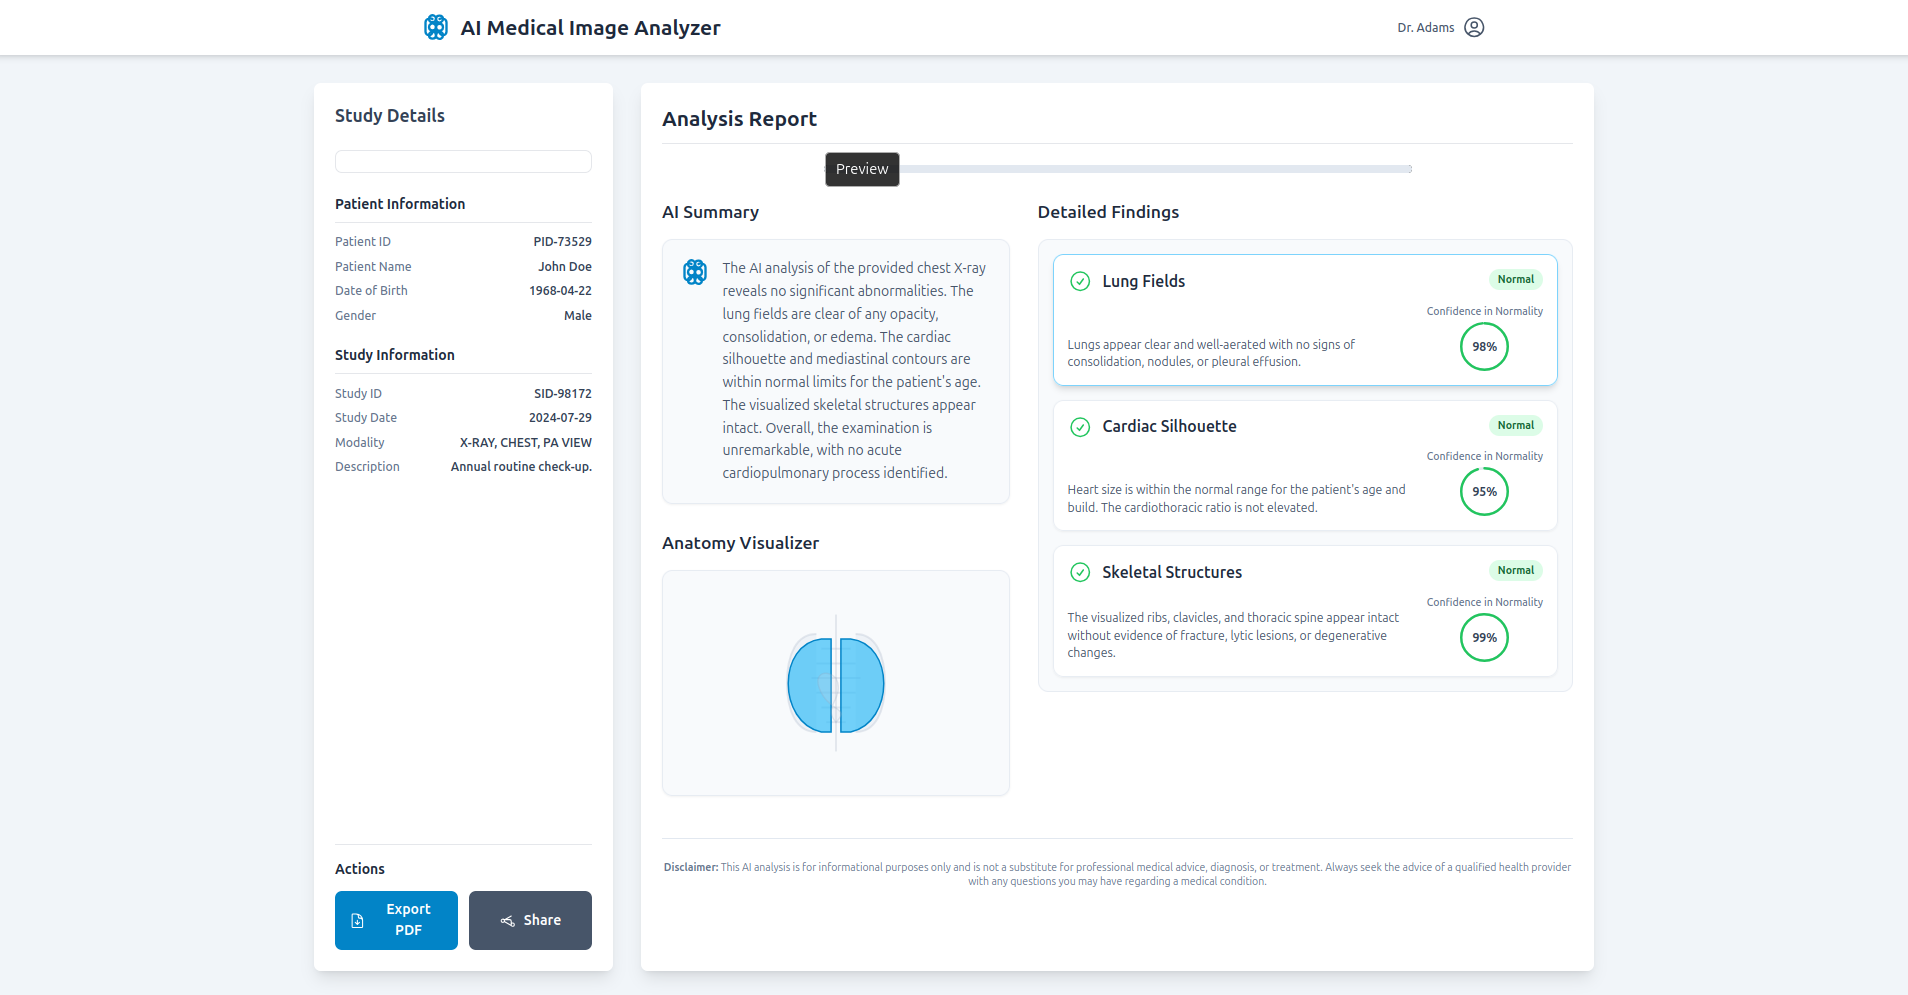 AI Medical Image Analyzer
Dr. Adams
Study Details
Patient Information
Patient ID PID-73529
Patient Name John Doe
Date of Birth 1968-04-22
Gender Male
Study Information
Study ID SID-98172
Study Date 2024-07-29
Modality X-RAY, CHEST, PA VIEW
Description Annual routine check-up.
Actions
Export
PDF
Share
Analysis Report
Preview
AI Summary
The AI analysis of the provided chest X-ray
reveals no significant abnormalities. The
lung fields are clear of any opacity,
consolidation, or edema. The cardiac
silhouette and mediastinal contours are
within normal limits for the patient's age.
The visualized skeletal structures appear
intact. Overall, the examination is
unremarkable, with no acute
cardiopulmonary process identified.
Anatomy Visualizer
Detailed Findings
Lung Fields
Normal
Confidence in Normality
Lungs appear clear and well-aerated with no signs of
consolidation, nodules, or pleural effusion.
98%
Cardiac Silhouette
Normal
Confidence in Normality
Heart size is within the normal range for the patient's age and
build. The cardiothoracic ratio is not elevated.
95%
Skeletal Structures
Normal
Confidence in Normality
The visualized ribs, clavicles, and thoracic spine appear intact
without evidence of fracture, lytic lesions, or degenerative
changes.
99%
Disclaimer: This AI analysis is for informational purposes only and is not a substitute for professional medical advice, diagnosis, or treatment. Always seek the advice of a qualified health provider
with any questions you may have regarding a medical condition.